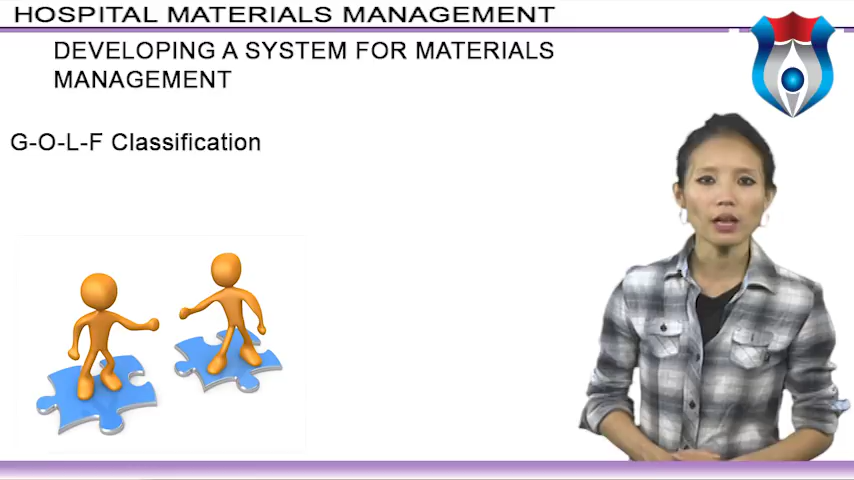 HOSPITAL MATERIALS MANAGEMENT
DEVELOPING A SYSTEM FOR MATERIALS
MANAGEMENT
G-O-L-F Classification